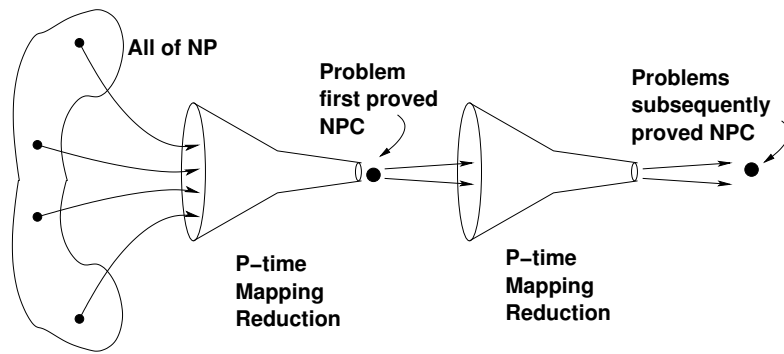 All of NP
Problem
first proved
NPC
Problems
subsequently
proved NPC
P−time
Mapping
Reduction
P−time
Mapping
Reduction